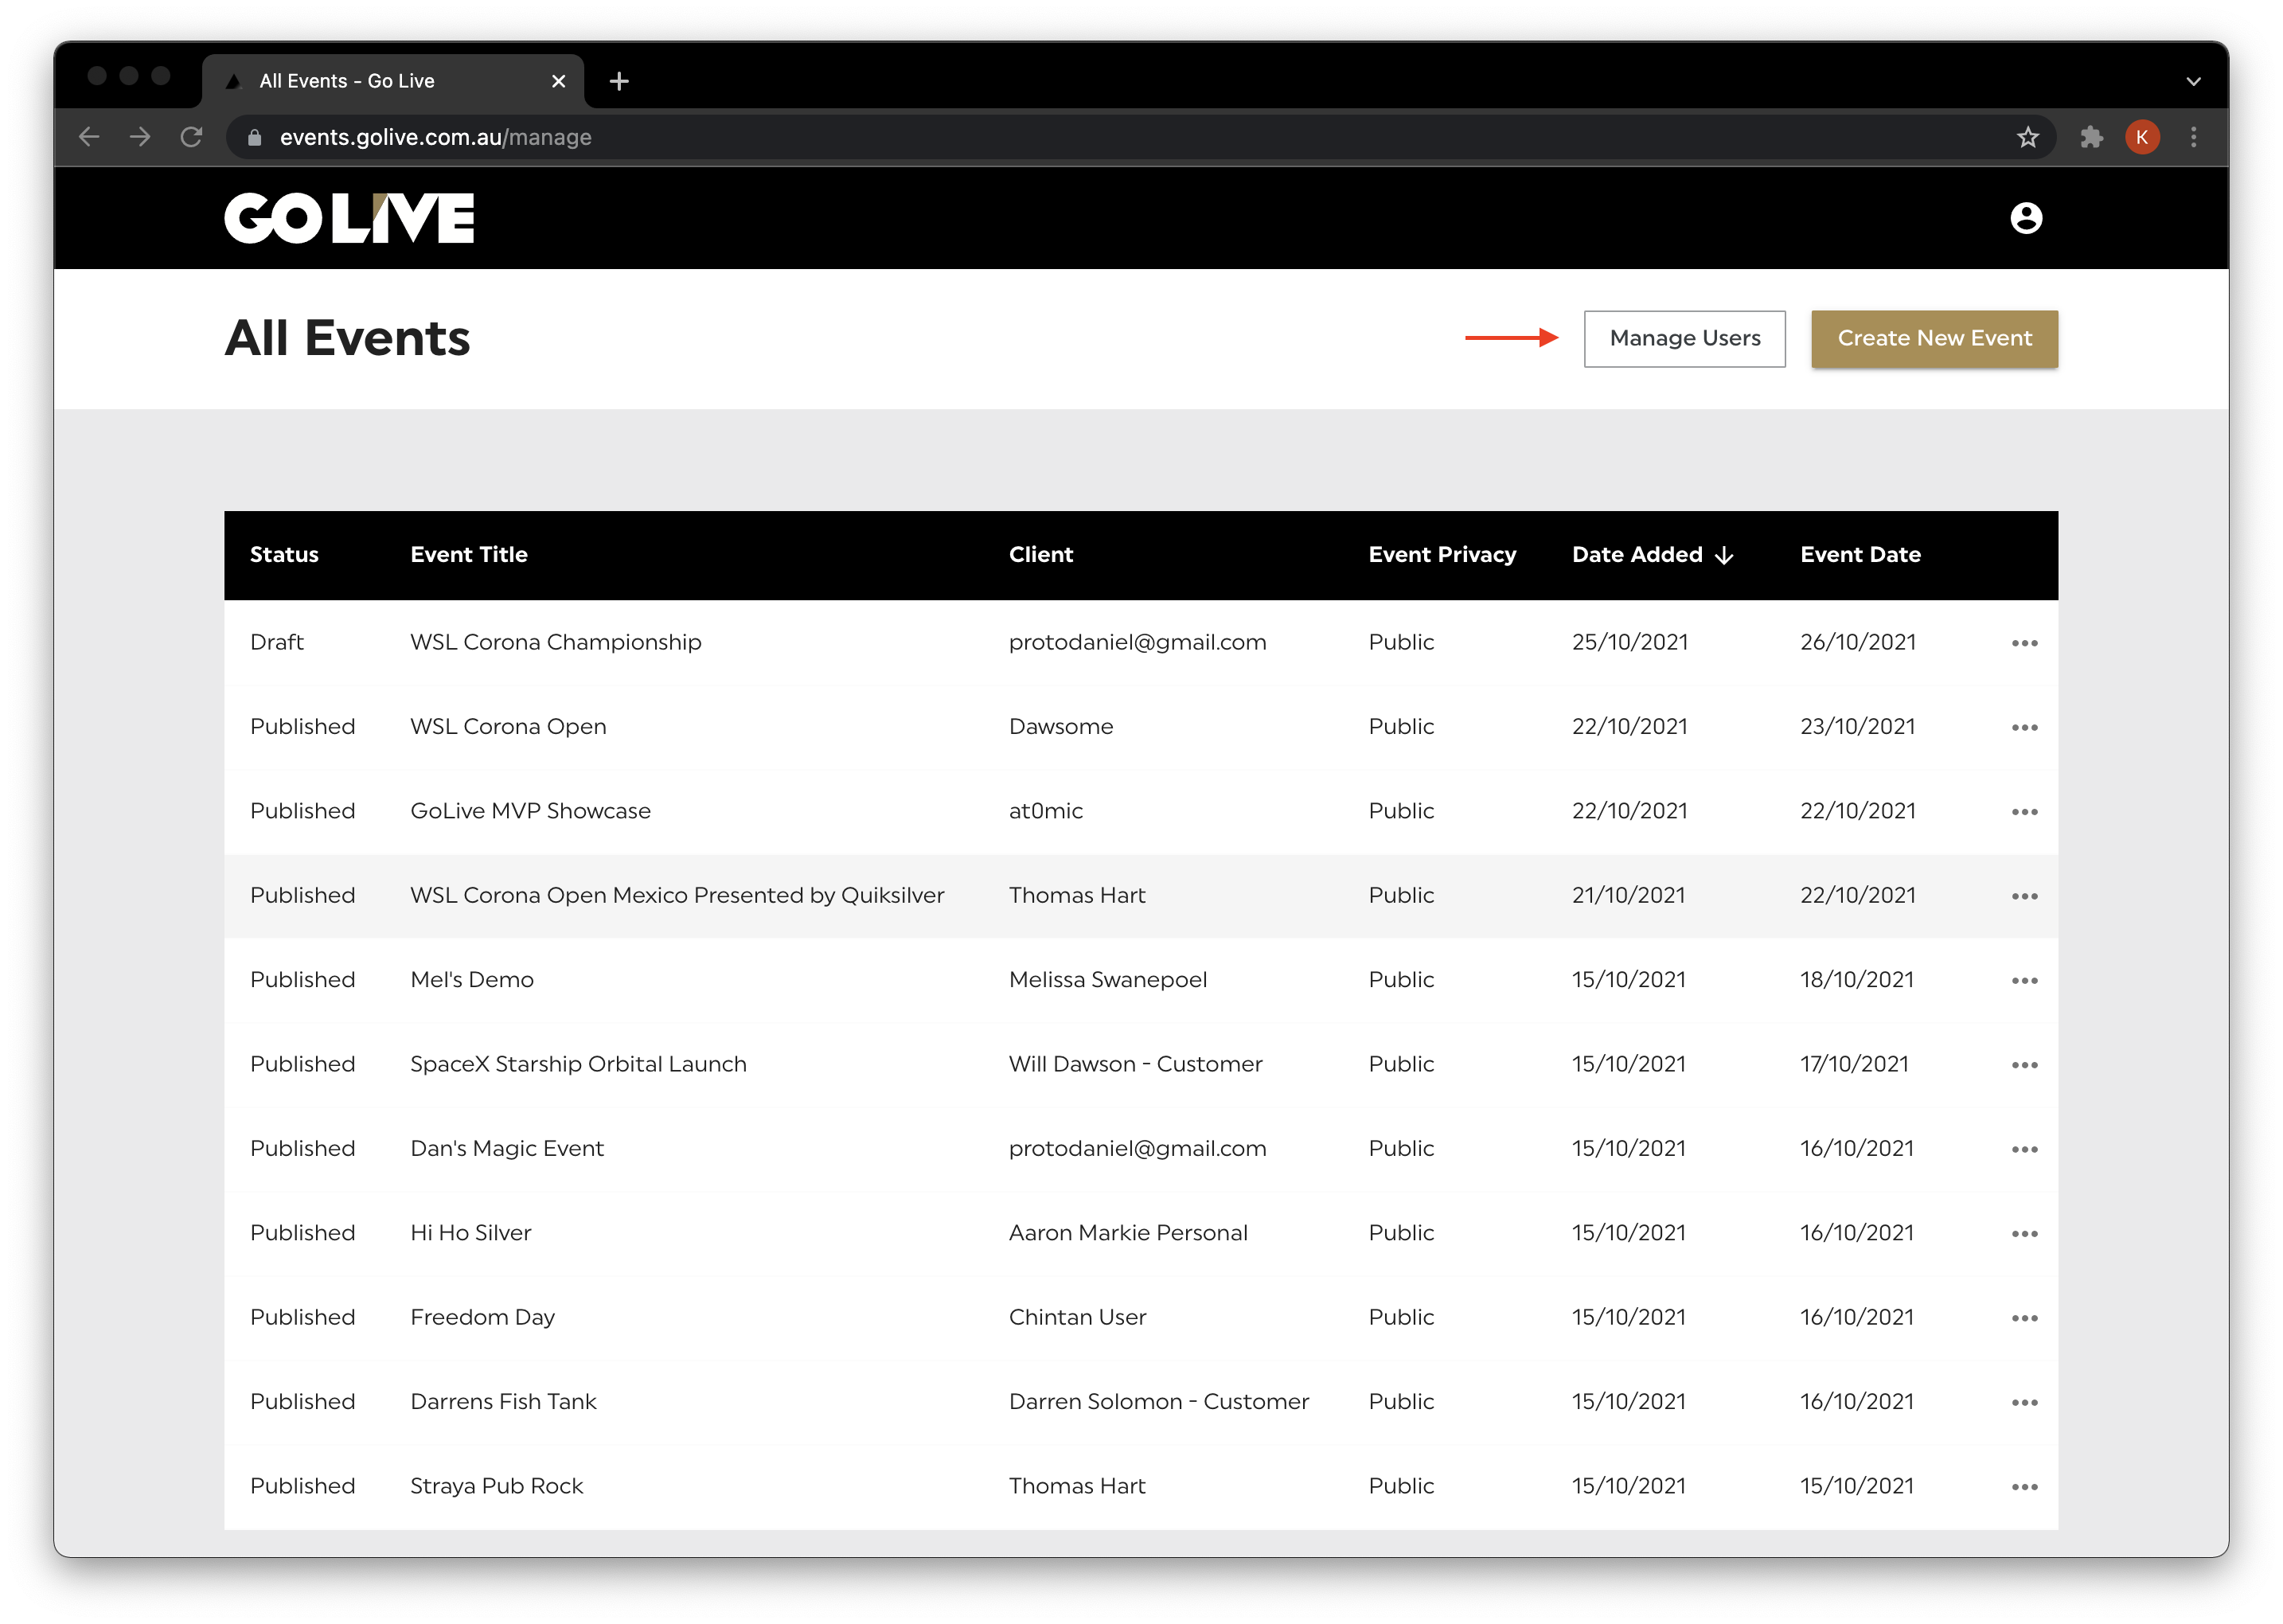 All Events - Go Live
events.golive.com.au/manage
K
GO LIVE
All Events
Manage Users
Create New Event
Status Event Title Client Event Privacy Date Added Event Date
Draft WSL Corona Championship protodaniel@gmail.com Public 25/10/2021 26/10/2021
Published WSL Corona Open Dawsome Public 22/10/2021 23/10/2021
Published GoLive MVP Showcase at0mic Public 22/10/2021 22/10/2021
Published WSL Corona Open Mexico Presented by Quiksilver Thomas Hart Public 21/10/2021 22/10/2021
Published Mel's Demo Melissa Swanepoel Public 15/10/2021 18/10/2021
Published SpaceX Starship Orbital Launch Will Dawson - Customer Public 15/10/2021 17/10/2021
Published Dan's Magic Event protodaniel@gmail.com Public 15/10/2021 16/10/2021
Published Hi Ho Silver Aaron Markie Personal Public 15/10/2021 16/10/2021
Published Freedom Day Chintan User Public 15/10/2021 16/10/2021
Published Darrens Fish Tank Darren Solomon - Customer Public 15/10/2021 16/10/2021
Published Straya Pub Rock Thomas Hart Public 15/10/2021 15/10/2021